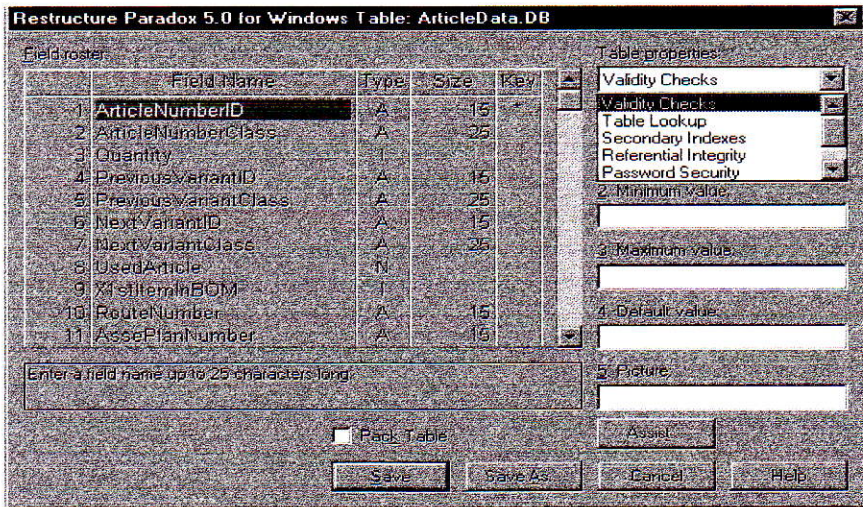 Restructure Paradox 5.0 for Windows Table: ArticleData.DB
Field roster:
Field Name Type Size Key
1 ArticleNumberID A 15 *
2 ArticleNumberClass A 25
3 Quantity I
4 PreviousVariantID A 15
5 PreviousVariantClass A 25
6 NextVariantID A 15
7 NextVariantClass A 25
8 UsedArticle N
9 X1stItemInBOM I
10 RouteNumber A 15
11 AssePlanNumber A 15
Enter a field name up to 25 characters long.
Pack Table
Table properties:
Validity Checks
Validity Checks
Table Lookup
Secondary Indexes
Referential Integrity
Password Security
2. Minimum value:
3. Maximum value:
4. Default value:
5. Picture:
Assist...
Save
Save As...
Cancel
Help